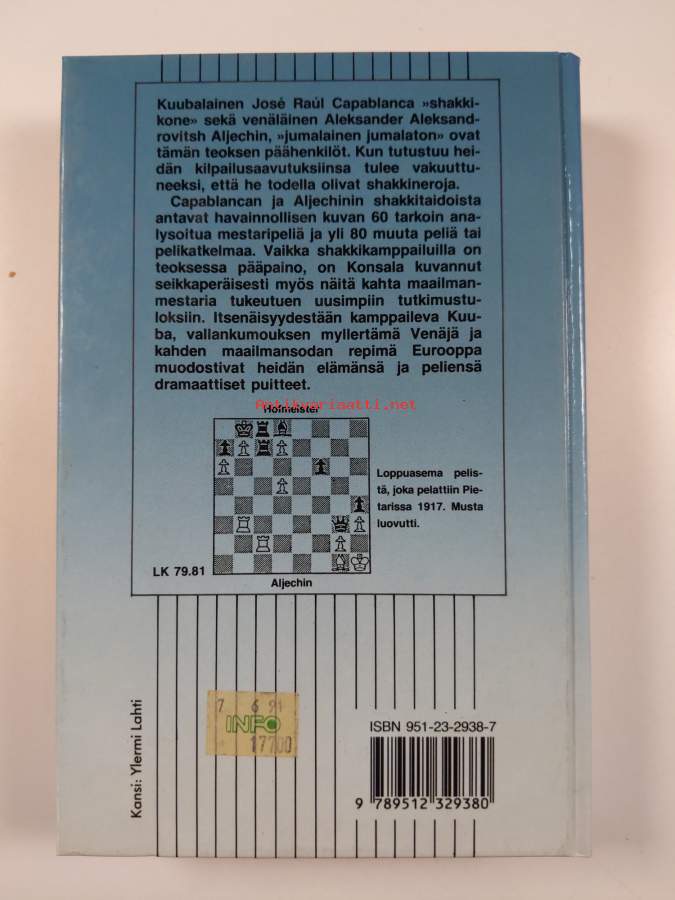 Kuubalainen José Raúl Capablanca »shakki-
kone» sekä venäläinen Aleksander Aleksand-
rovitsh Aljechin, »jumalainen jumalaton» ovat
tämän teoksen päähenkilöt. Kun tutustuu hei-
dän kilpailusaavutuksiinsa tulee vakuuttu-
neeksi, että he todella olivat shakkineroja.
Capablancan ja Aljechinin shakkitaidoista
antavat havainnollisen kuvan 60 tarkoin ana-
lysoitua mestaripeliä ja yli 80 muuta peliä tai
pelikatkelmaa. Vaikka shakkikamppailuilla on
teoksessa pääpaino, on Konsala kuvannut
seikkaperäisesti myös näitä kahta maailman-
mestaria tukeutuen uusimpiin tutkimustu-
loksiin. Itsenäisyydestään kamppaileva Kuu-
ba, vallankumouksen myllertämä Venäjä ja
kahden maailmansodan repimä Eurooppa
muodostivat heidän elämänsä ja peliensä
dramaattiset puitteet.
Antikvariaatti.net
Hofmeister
Loppuasema pelis-
tä, joka pelattiin Pie-
tarissa 1917. Musta
luovutti.
LK 79.81
Aljechin
Kansi: Ylermi Lahti
7 6 91
INFO
17700
ISBN 951-23-2938-7
9 789512 329380